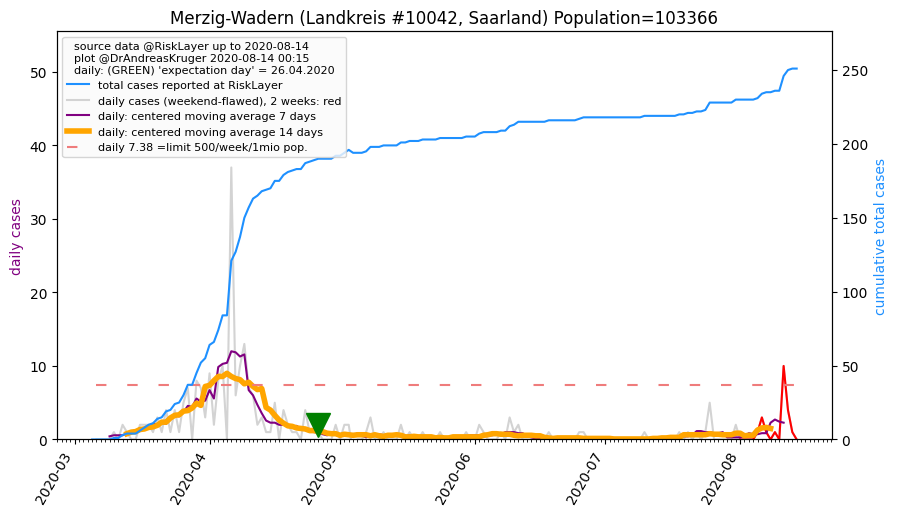 Merzig-Wadern (Landkreis #10042, Saarland) Population=103366
source data @RiskLayer up to 2020-08-14
plot @DrAndreasKruger 2020-08-14 00:15
daily: (GREEN) 'expectation day' = 26.04.2020
total cases reported at RiskLayer
daily cases (weekend-flawed), 2 weeks: red
daily: centered moving average 7 days
daily: centered moving average 14 days
daily 7.38 =limit 500/week/1mio pop.
daily cases
50
40
30
20
10
0
cumulative total cases
250
200
150
100
50
0
2020-03
2020-04
2020-05
2020-06
2020-07
2020-08